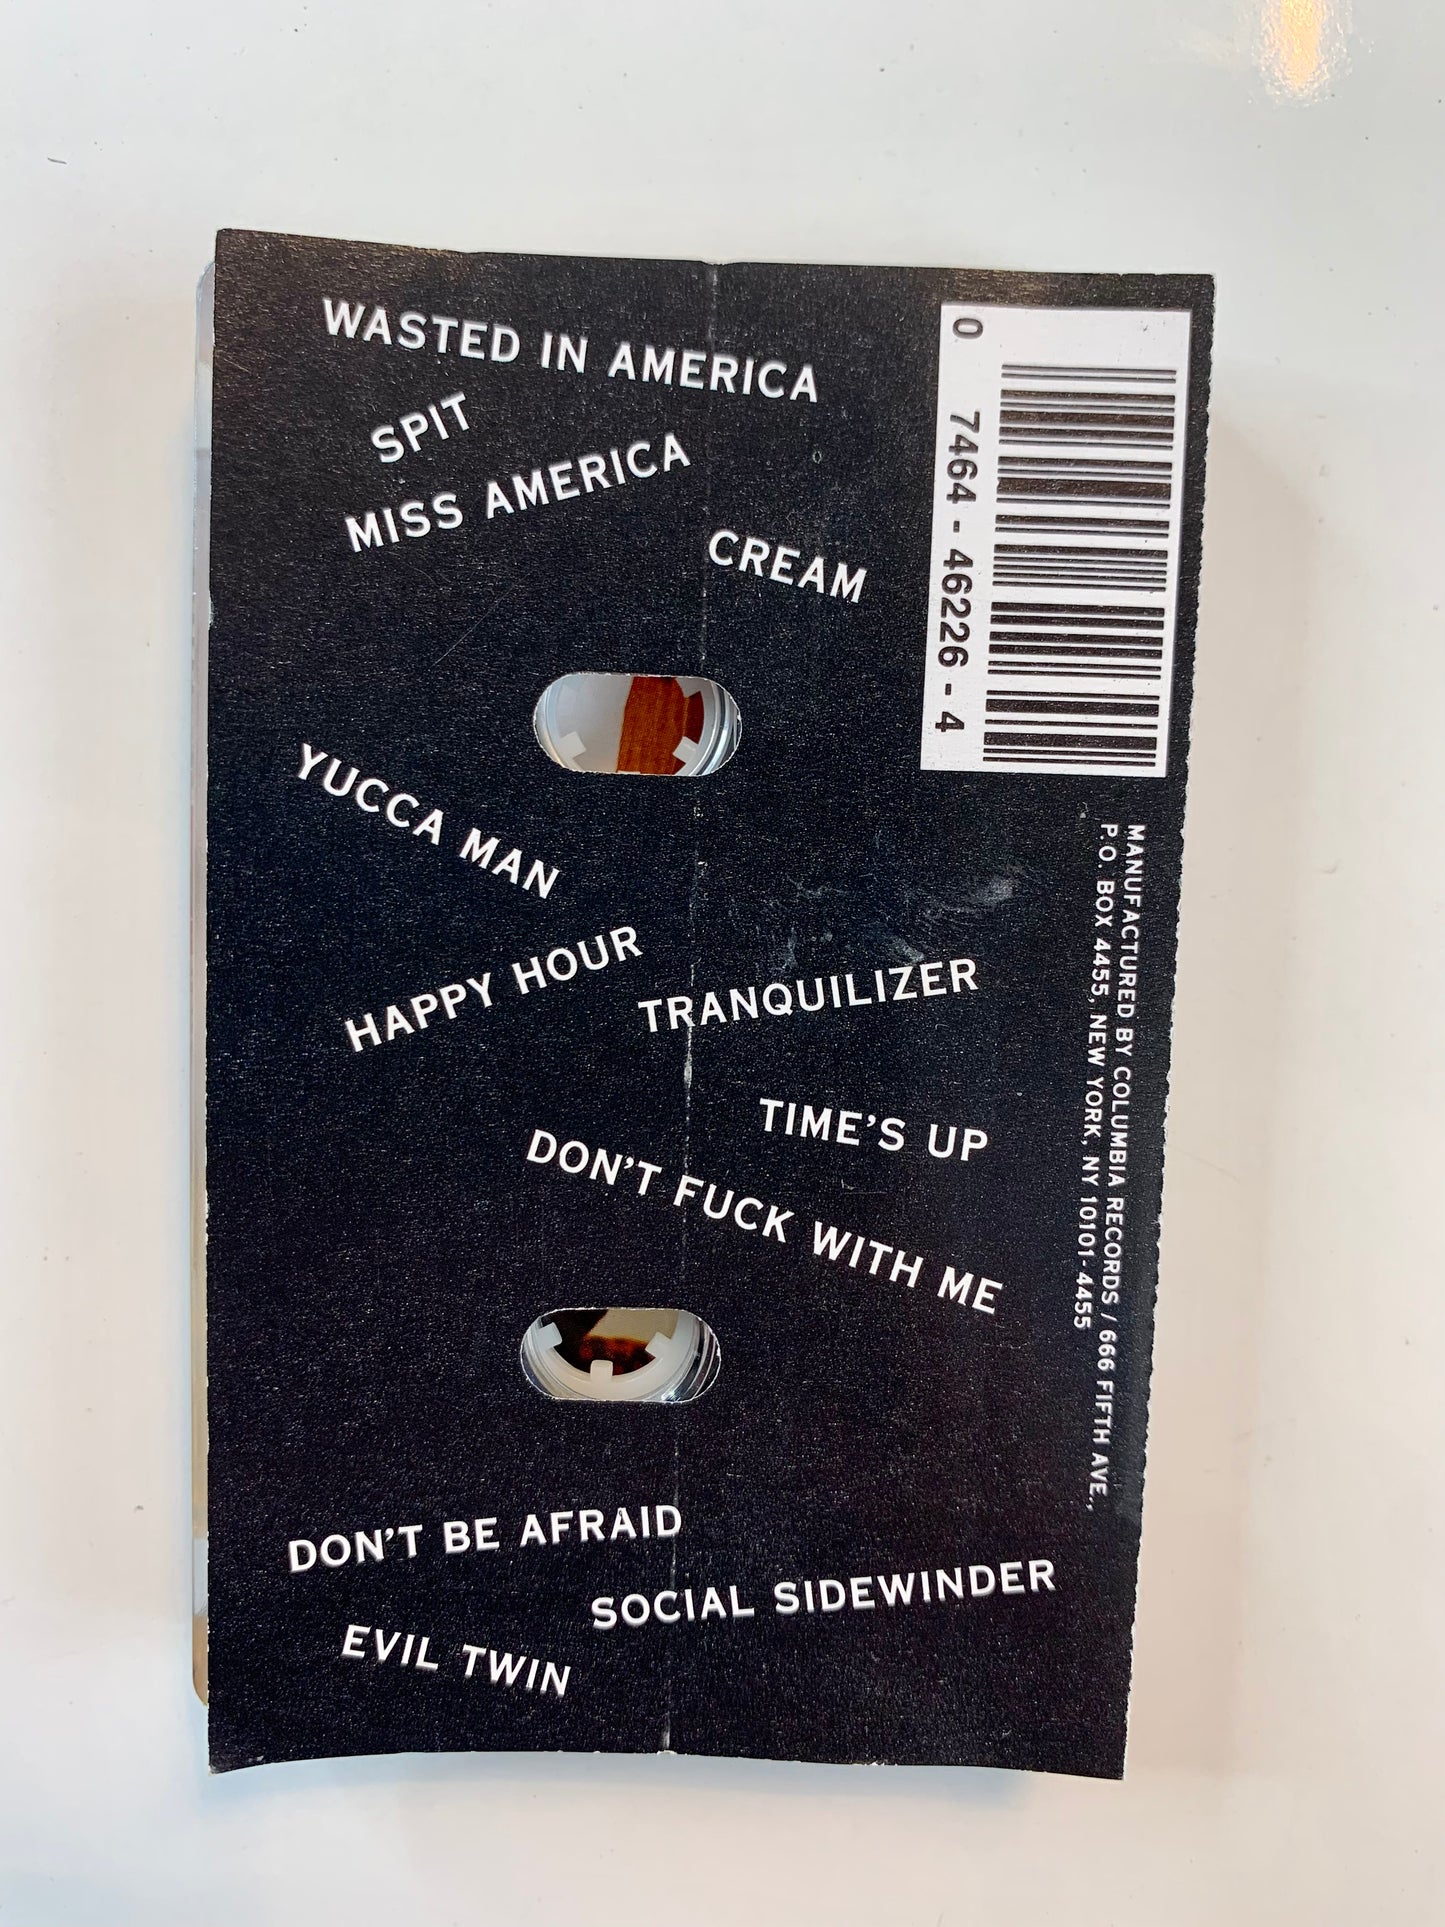 WASTED IN AMERICA
SPIT
MISS AMERICA
CREAM
YUCCA MAN
HAPPY HOUR
TRANQUILIZER
TIME'S UP
DON'T FUCK WITH ME
DON'T BE AFRAID
SOCIAL SIDEWINDER
EVIL TWIN
0 7464-46226-4
MANUFACTURED BY COLUMBIA RECORDS / 666 FIFTH AVE.,
P.O. BOX 4455, NEW YORK, NY 10101-4455